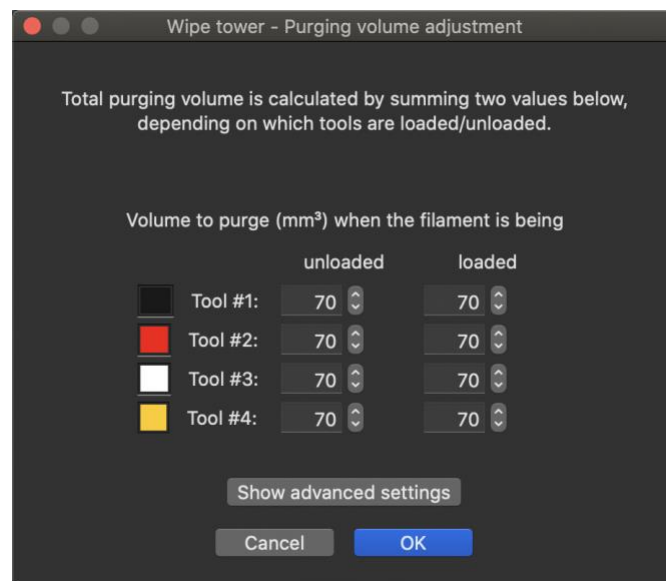 Wipe tower - Purging volume adjustment
Total purging volume is calculated by summing two values below,
depending on which tools are loaded/unloaded.
Volume to purge (mm³) when the filament is being
unloaded loaded
Tool #1: 70 70
Tool #2: 70 70
Tool #3: 70 70
Tool #4: 70 70
Show advanced settings
Cancel OK